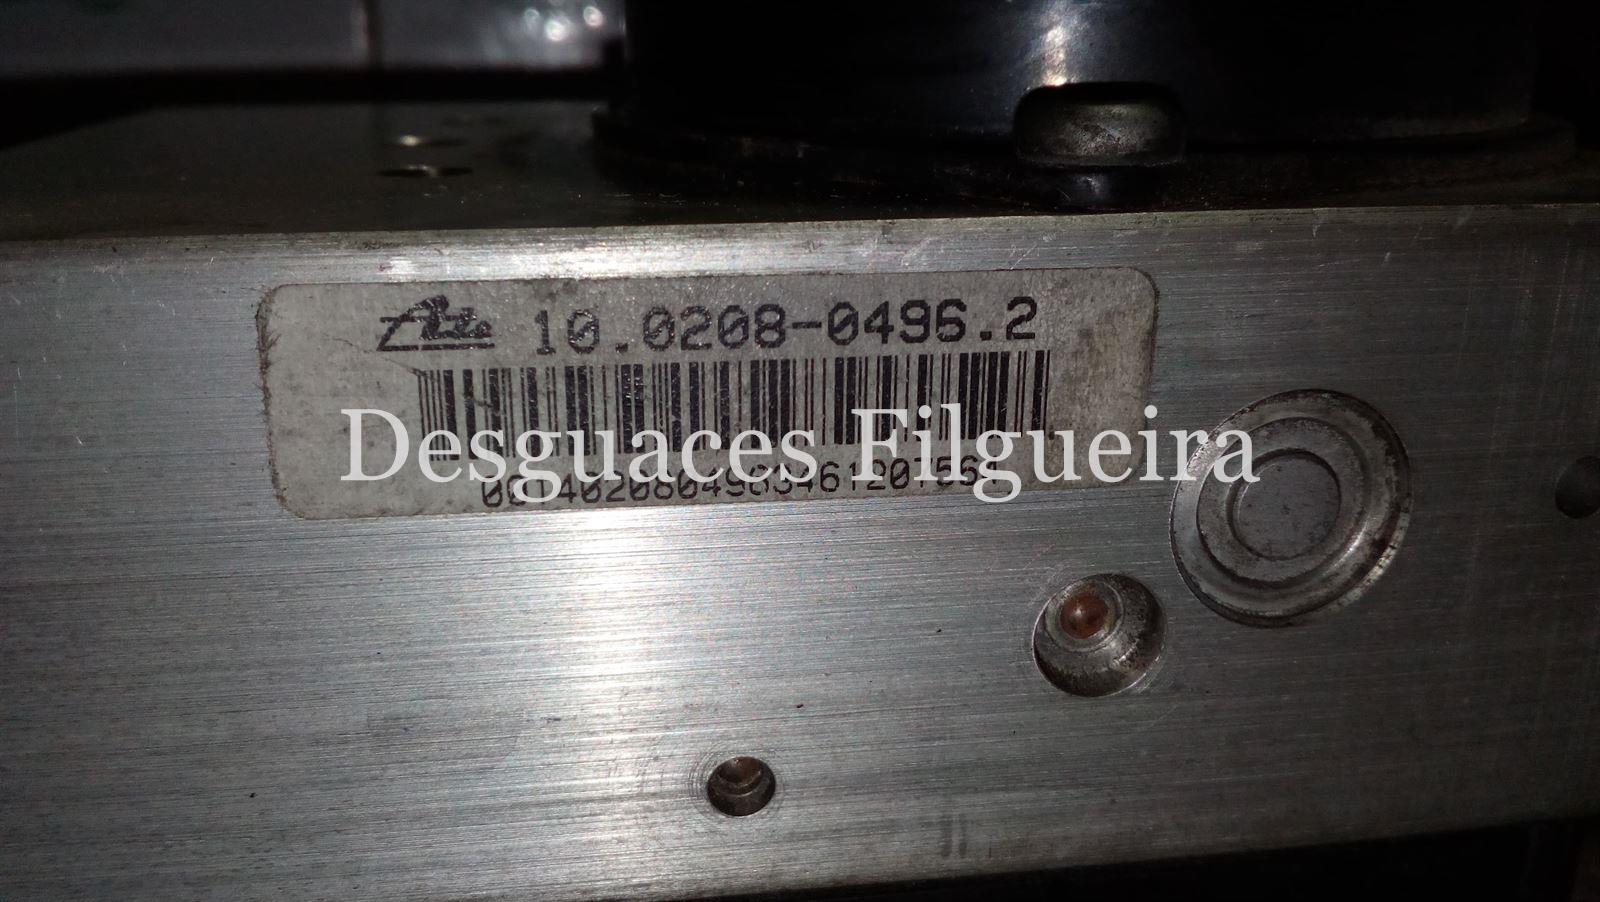 Ate 10.0208-0496.2
Desguaces Filgueira